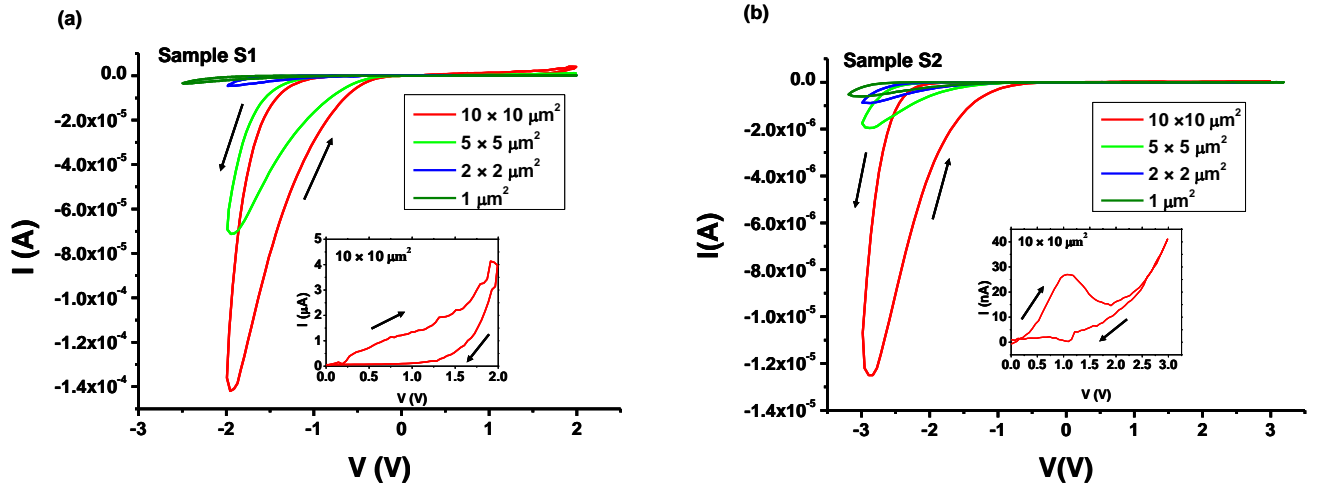 (a)
Sample S1
0.0
-2.0x10⁻⁵
-4.0x10⁻⁵
-6.0x10⁻⁵
-8.0x10⁻⁵
-1.0x10⁻⁴
-1.2x10⁻⁴
-1.4x10⁻⁴
I (A)
-3 -2 -1 0 1 2
V (V)
10 × 10 μm²
5 × 5 μm²
2 × 2 μm²
1 μm²
10 × 10 μm²
5
4
3
2
1
0
I (μA)
0.0 0.5 1.0 1.5 2.0
V (V)
(b)
Sample S2
0.0
-2.0x10⁻⁶
-4.0x10⁻⁶
-6.0x10⁻⁶
-8.0x10⁻⁶
-1.0x10⁻⁵
-1.2x10⁻⁵
-1.4x10⁻⁵
I(A)
-3 -2 -1 0 1 2 3
V(V)
10 ×10 μm²
5 × 5 μm²
2 × 2 μm²
1 μm²
10 × 10 μm²
40
30
20
10
0
I (nA)
0.0 0.5 1.0 1.5 2.0 2.5 3.0
V (V)